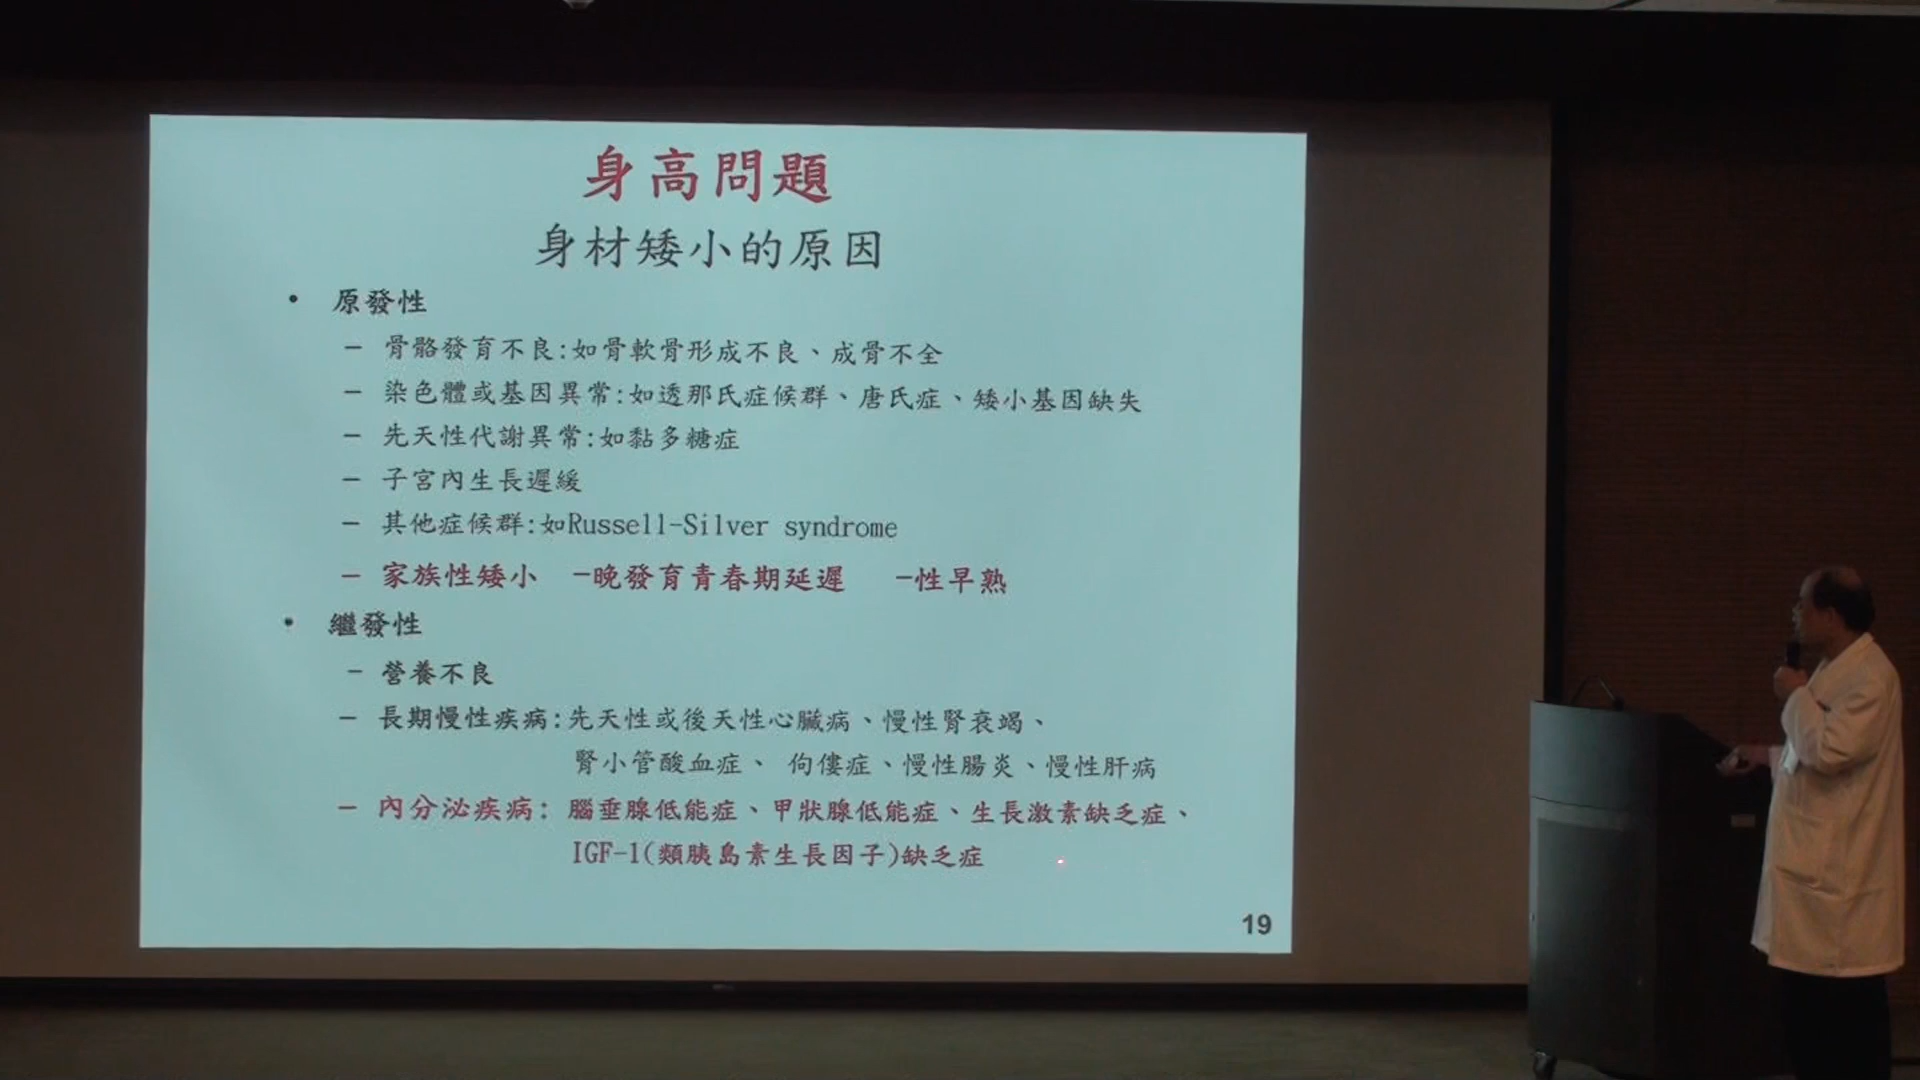 身高問題
身材矮小的原因
• 原發性
– 骨骼發育不良:如骨軟骨形成不良、成骨不全
– 染色體或基因異常:如透那氏症候群、唐氏症、矮小基因缺失
– 先天性代謝異常:如黏多糖症
– 子宮內生長遲緩
– 其他症候群:如Russell-Silver syndrome
– 家族性矮小 –晚發育青春期延遲 –性早熟
• 繼發性
– 營養不良
– 長期慢性疾病:先天性或後天性心臟病、慢性腎衰竭、
腎小管酸血症、 佝僂症、慢性腸炎、慢性肝病
– 內分泌疾病: 腦垂腺低能症、甲狀腺低能症、生長激素缺乏症、
IGF-1(類胰島素生長因子)缺乏症
19